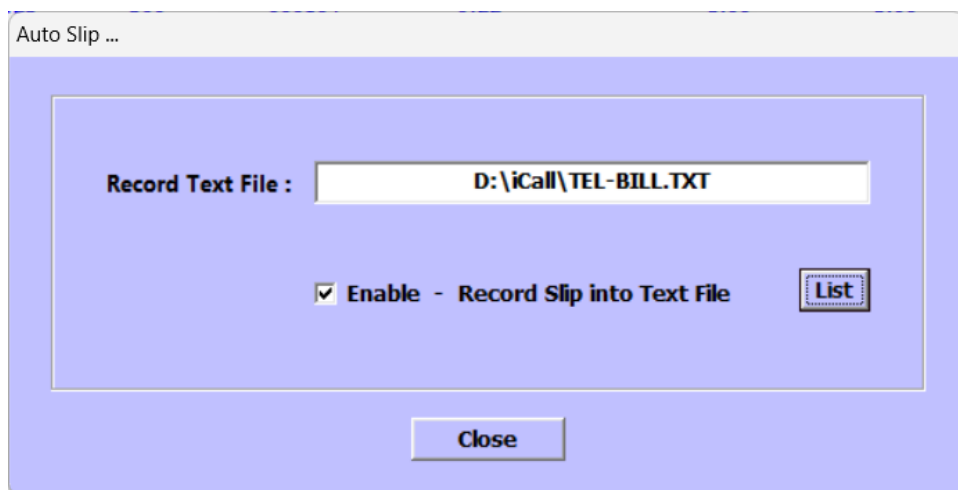 Auto Slip ...
Record Text File : D:\iCall\TEL-BILL.TXT
Enable - Record Slip into Text File List
Close